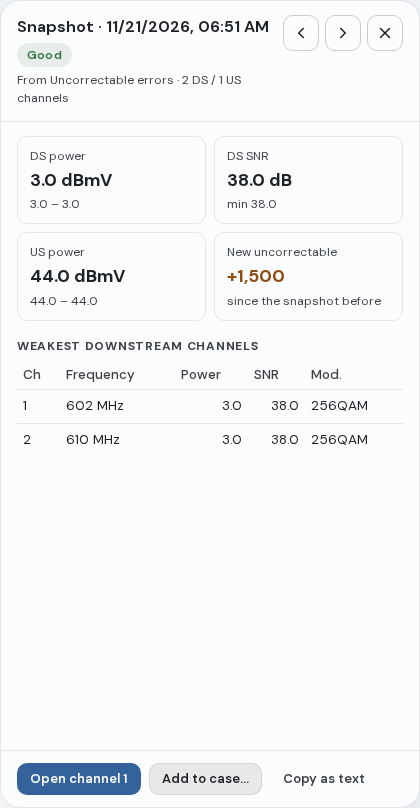 Snapshot · 11/21/2026, 06:51 AM
Good
From Uncorrectable errors · 2 DS / 1 US
channels
DS power
3.0 dBmV
3.0 – 3.0
DS SNR
38.0 dB
min 38.0
US power
44.0 dBmV
44.0 – 44.0
New uncorrectable
+1,500
since the snapshot before
WEAKEST DOWNSTREAM CHANNELS
Ch Frequency Power SNR Mod.
1 602 MHz 3.0 38.0 256QAM
2 610 MHz 3.0 38.0 256QAM
Open channel 1 Add to case... Copy as text